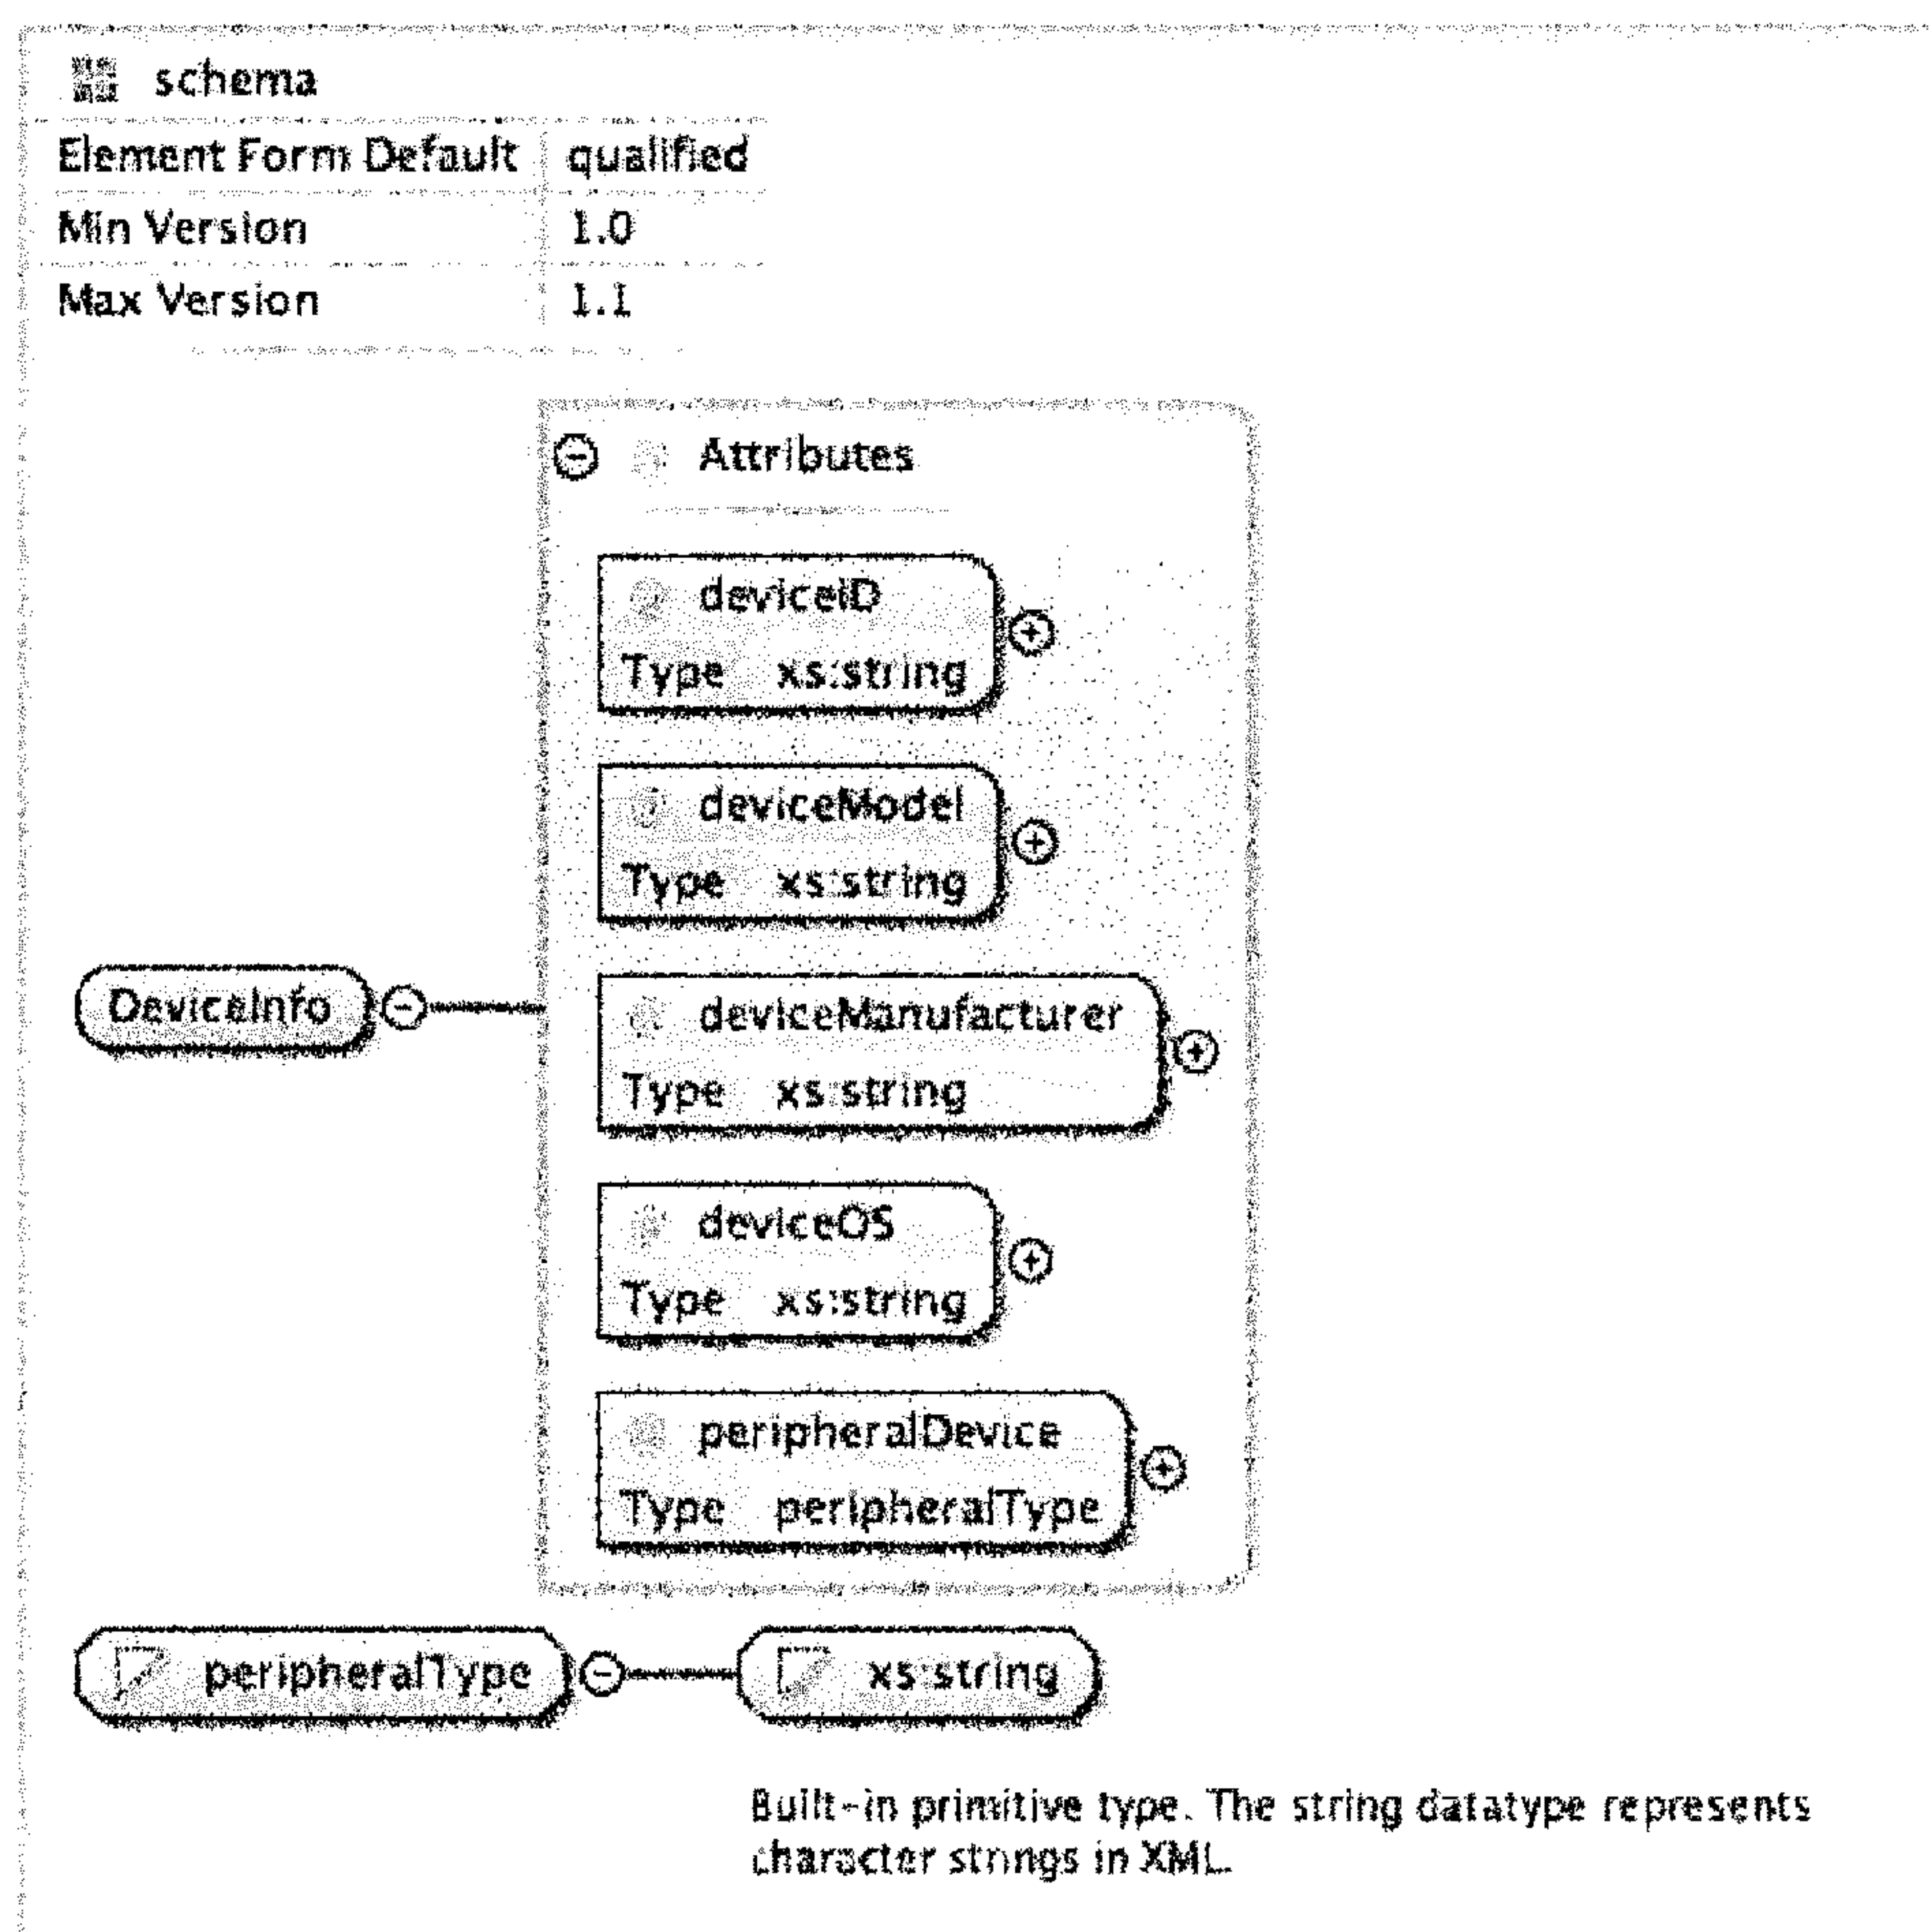 schema
Element Form Default qualified
Min Version 1.0
Max Version 1.1
Attributes
deviceID
Type xs:string
deviceModel
Type xs:string
DeviceInfo
deviceManufacturer
Type xs:string
deviceOS
Type xs:string
peripheralDevice
Type peripheralType
peripheralType
xs:string
Built-in primitive type. The string datatype represents
character strings in XML.